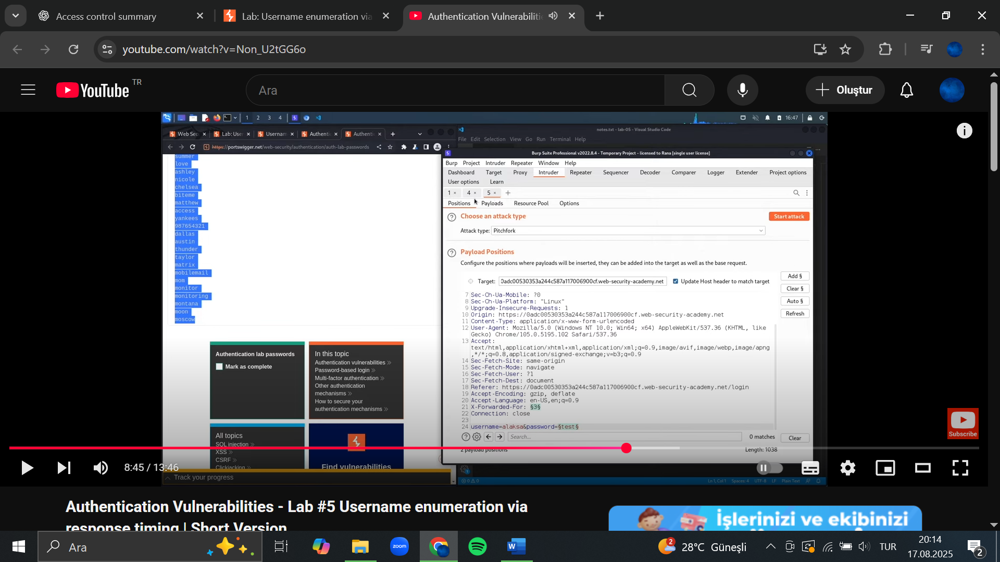 Access control summary
Lab: Username enumeration via
Authentication Vulnerabiliti
youtube.com/watch?v=Non_U2tGG6o
YouTube TR
Ara
Oluştur
1 2 3 4
16:47
Web Sec
Lab: User
Usernam
Authentic
Authentic
https://portswigger.net/web-security/authentication/auth-lab-passwords
notes.txt - lab-05 - Visual Studio Code
File Edit Selection View Go Run Terminal Help
summer
love
ashley
nicole
chelsea
biteme
matthew
access
yankees
987654321
dallas
austin
thunder
taylor
matrix
mobilemail
mom
monitor
monitoring
montana
moon
moscow
Authentication lab passwords
Mark as complete
In this topic
Authentication vulnerabilities »
Password-based login »
Multi-factor authentication »
Other authentication
mechanisms »
How to secure your
authentication mechanisms »
All topics
SQL injection »
XSS »
CSRF »
Clickjacking »
Find vulnerabilities
Track your progress
Burp Suite Professional v2022.8.4 - Temporary Project - licensed to Rana [single user license]
Burp Project Intruder Repeater Window Help
Dashboard Target Proxy Intruder Repeater Sequencer Decoder Comparer Logger Extender Project options
User options Learn
1 × 4 × 5 × +
Positions Payloads Resource Pool Options
Choose an attack type
Start attack
Attack type: Pitchfork
Payload Positions
Configure the positions where payloads will be inserted, they can be added into the target as well as the base request.
Target: 0adc00530353a244c587a117006900cf.web-security-academy.net
Update Host header to match target
Add §
Clear §
Auto §
Refresh
7 Sec-Ch-Ua-Mobile: ?0
8 Sec-Ch-Ua-Platform: "Linux"
9 Upgrade-Insecure-Requests: 1
10 Origin: https://0adc00530353a244c587a117006900cf.web-security-academy.net
11 Content-Type: application/x-www-form-urlencoded
12 User-Agent: Mozilla/5.0 (Windows NT 10.0; Win64; x64) AppleWebKit/537.36 (KHTML, like
Gecko) Chrome/105.0.5195.102 Safari/537.36
13 Accept:
text/html,application/xhtml+xml,application/xml;q=0.9,image/avif,image/webp,image/apng
,*/*;q=0.8,application/signed-exchange;v=b3;q=0.9
14 Sec-Fetch-Site: same-origin
15 Sec-Fetch-Mode: navigate
16 Sec-Fetch-User: ?1
17 Sec-Fetch-Dest: document
18 Referer: https://0adc00530353a244c587a117006900cf.web-security-academy.net/login
19 Accept-Encoding: gzip, deflate
20 Accept-Language: en-US,en;q=0.9
21 X-Forwarded-For: §3§
22 Connection: close
23
24 username=alaksa&password=§test§
Search...
0 matches
Clear
2 payload positions
Length: 1038
Ln 1, Col 1 Spaces: 4 UTF-8 LF Plain Text
Subscribe
8:45 / 13:46
Authentication Vulnerabilities - Lab #5 Username enumeration via
response timing | Short Version
İşlerinizi ve ekibinizi
Ara
zoom
28°C Güneşli
TUR
20:14
17.08.2025
2